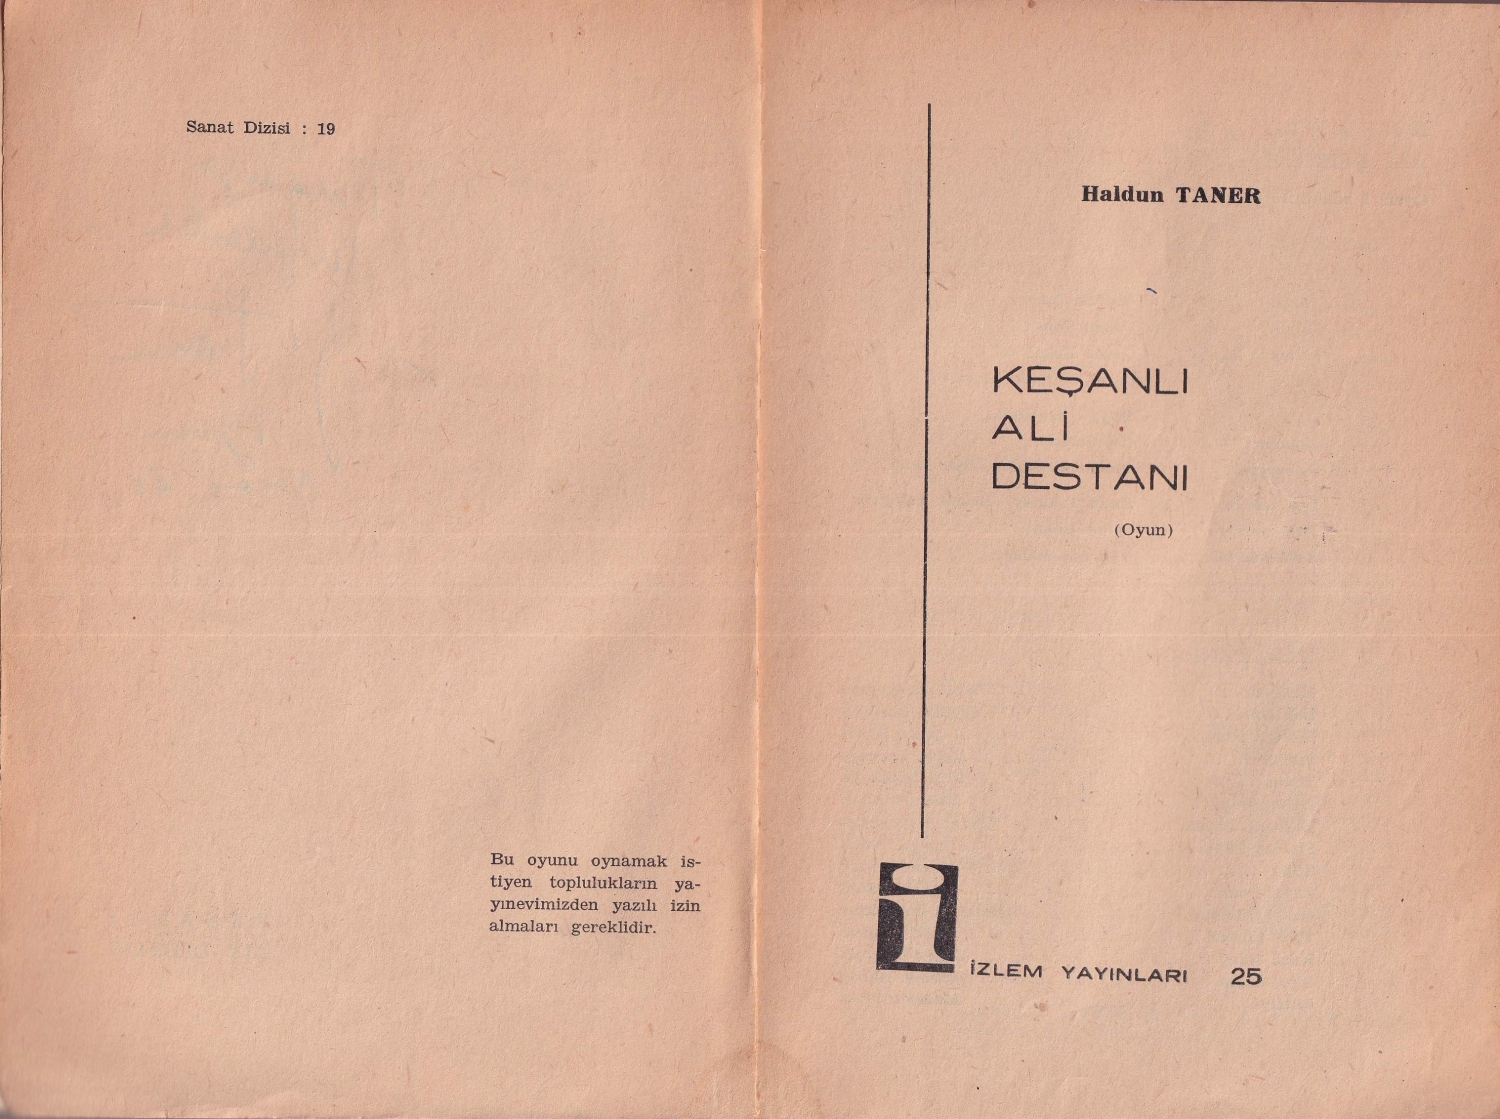 Sanat Dizisi : 19
Bu oyunu oynamak is-
tiyen toplulukların ya-
yınevimizden yazılı izin
almaları gereklidir.
Haldun TANER
KEŞANLI
ALİ
DESTANI
(Oyun)
i
İZLEM YAYINLARI 25